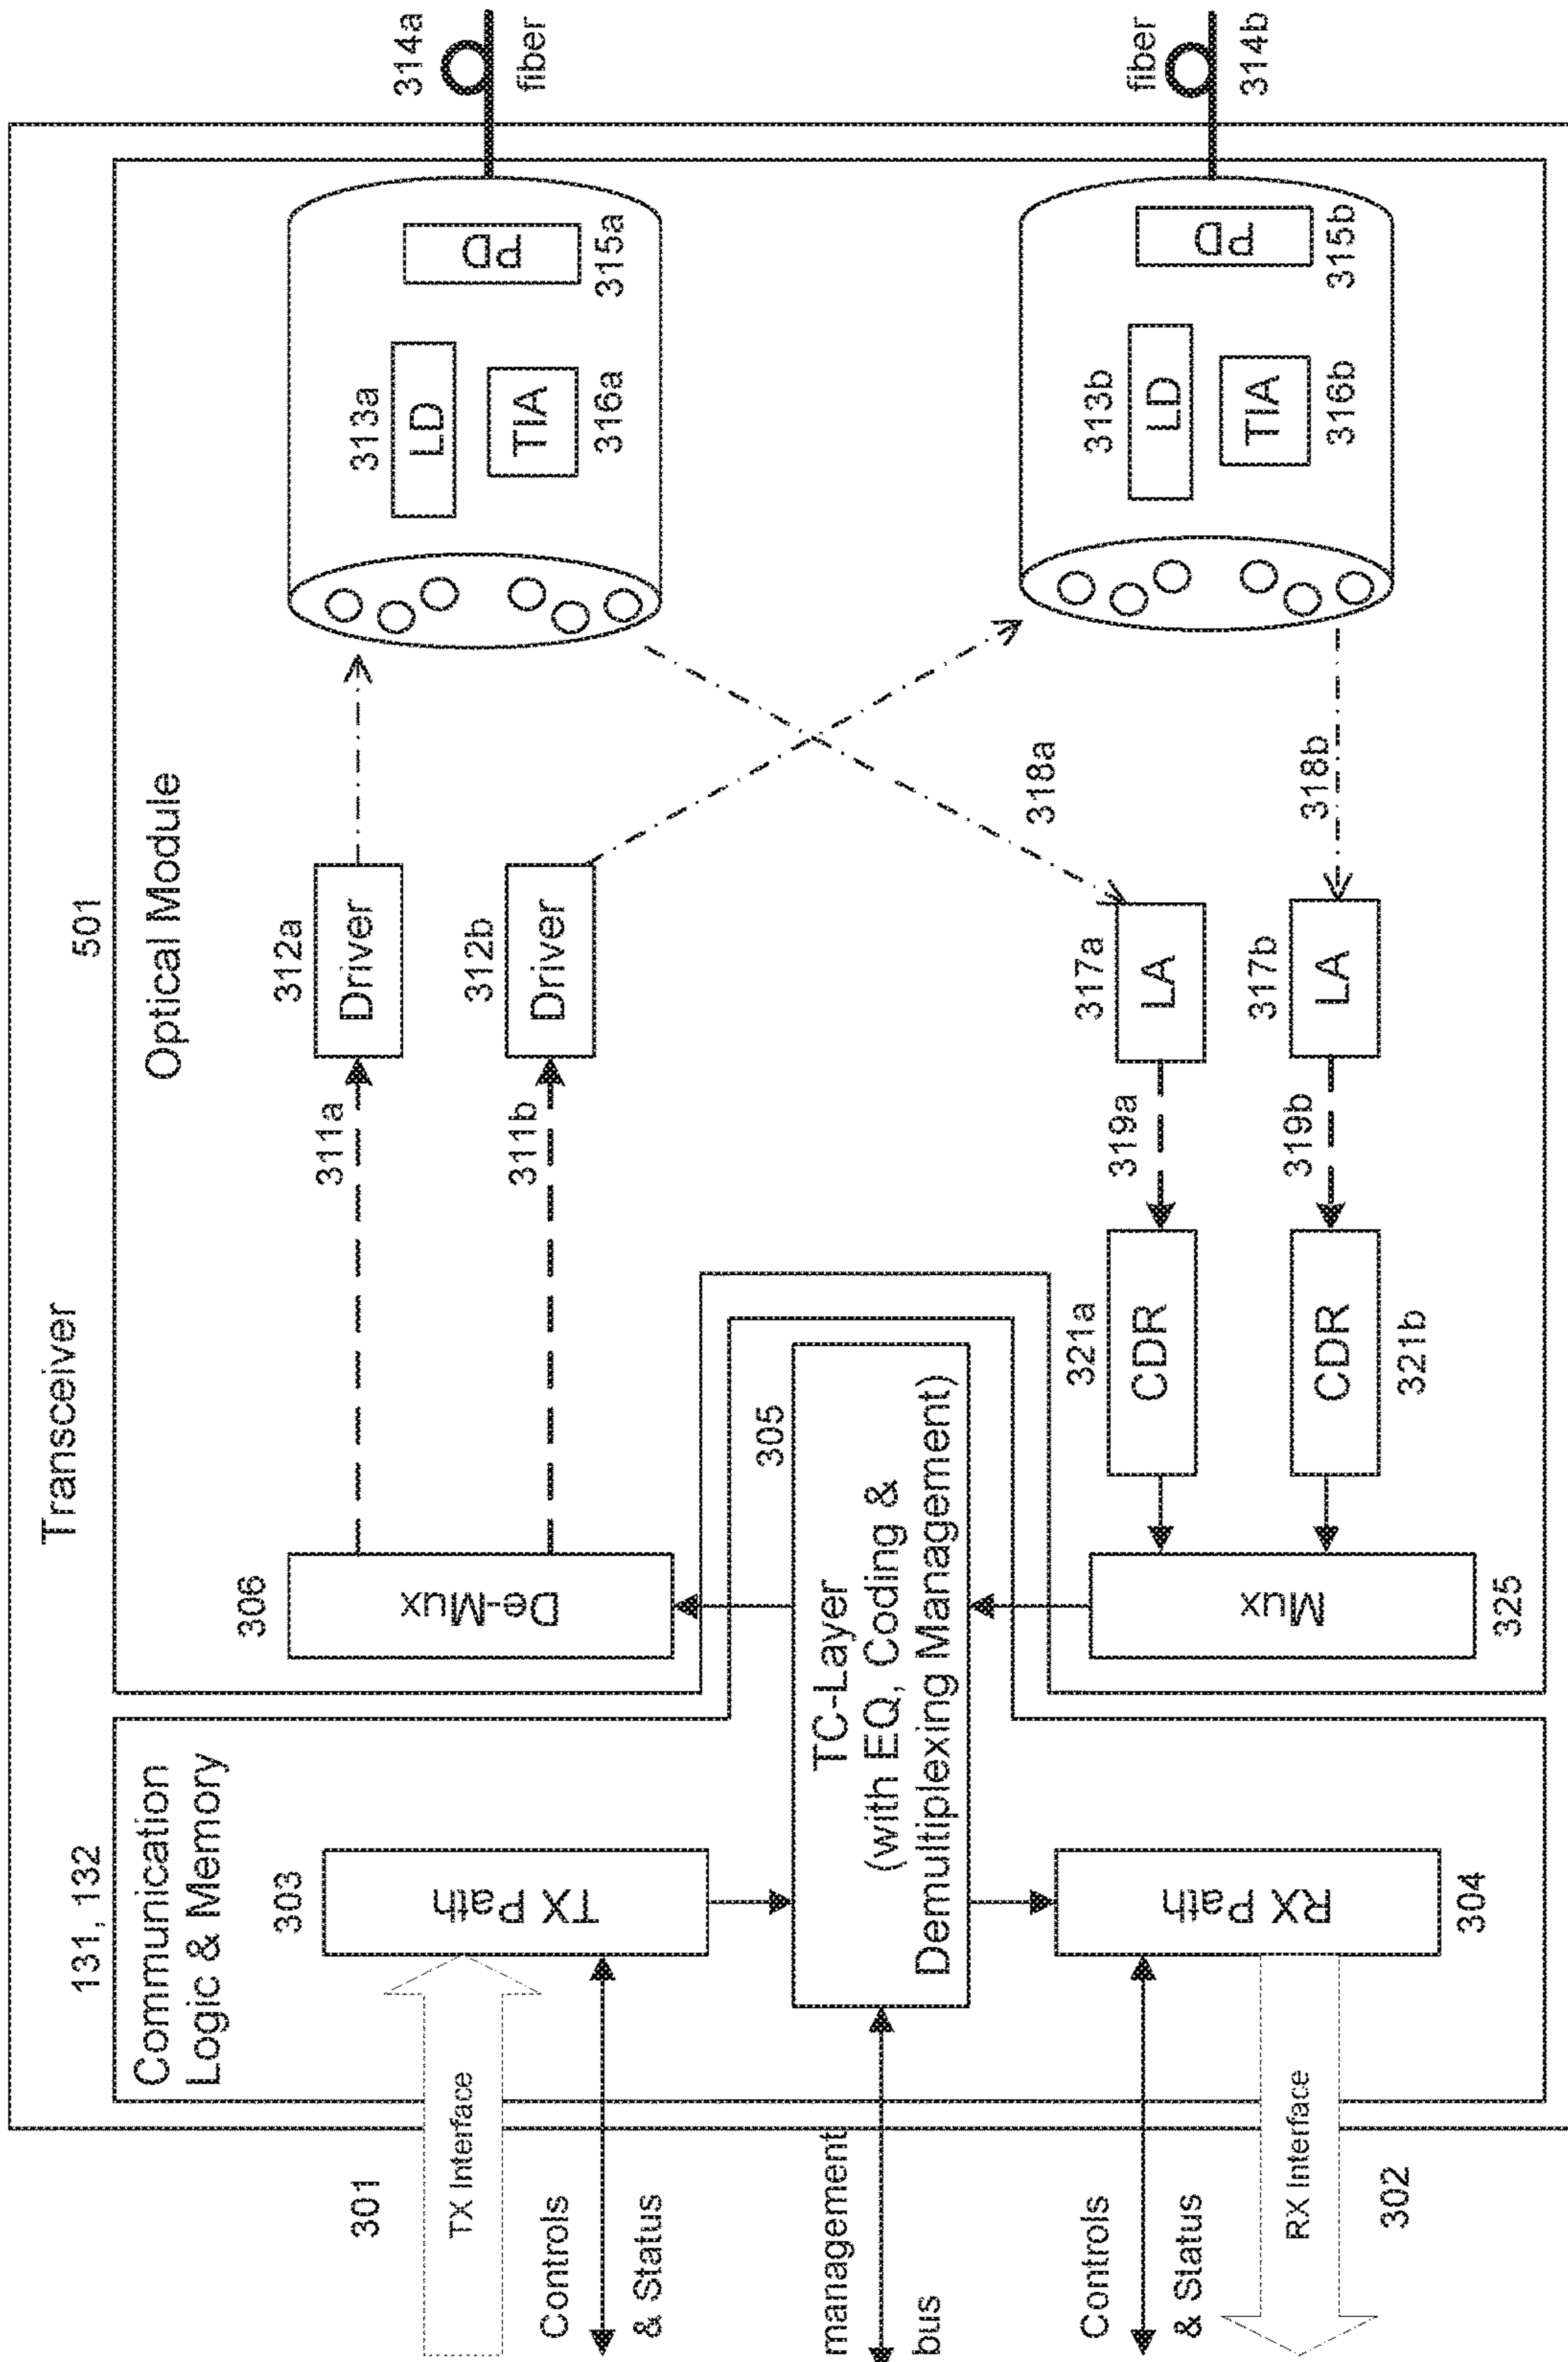 Transceiver
131, 132
Communication
Logic & Memory
501
Optical Module
301
TX Interface
Controls
& Status
303
TX Path
306
De-Mux
311a
311b
312a
Driver
312b
Driver
313a
LD
TIA
316a
PD
315a
314a
fiber
management
bus
305
TC-Layer
(with EQ, Coding &
Demultiplexing Management)
Controls
& Status
RX Interface
302
RX Path
304
Mux
325
321a
CDR
CDR
321b
319a
319b
317a
LA
317b
LA
318a
318b
313b
LD
TIA
316b
PD
315b
fiber
314b